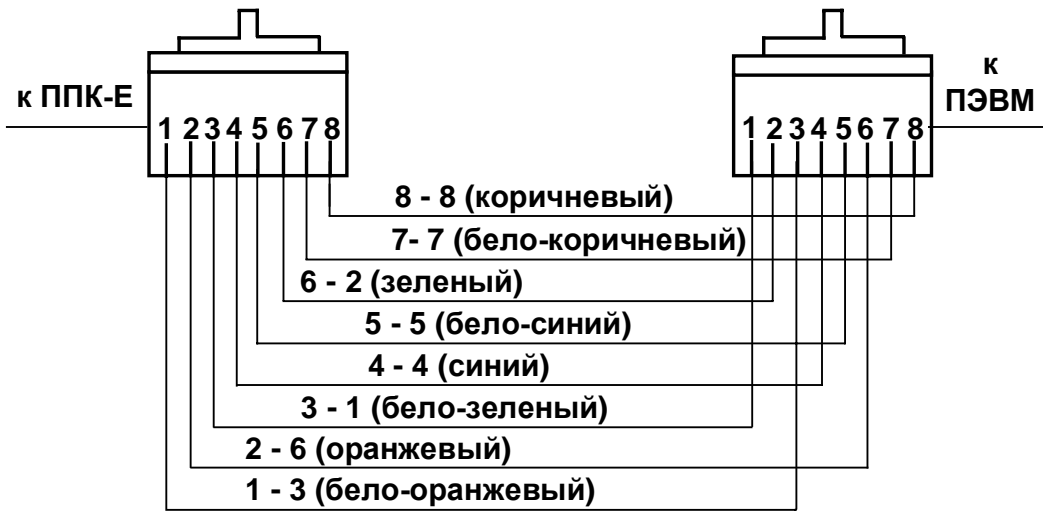 к ППК-Е
к
ПЭВМ
1 2 3 4 5 6 7 8
1 2 3 4 5 6 7 8
8 - 8 (коричневый)
7- 7 (бело-коричневый)
6 - 2 (зеленый)
5 - 5 (бело-синий)
4 - 4 (синий)
3 - 1 (бело-зеленый)
2 - 6 (оранжевый)
1 - 3 (бело-оранжевый)